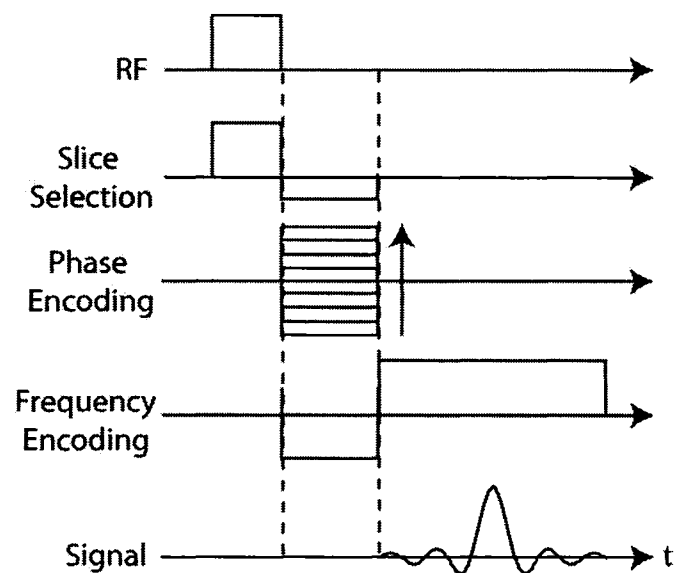 RF
Slice
Selection
Phase
Encoding
Frequency
Encoding
Signal
t